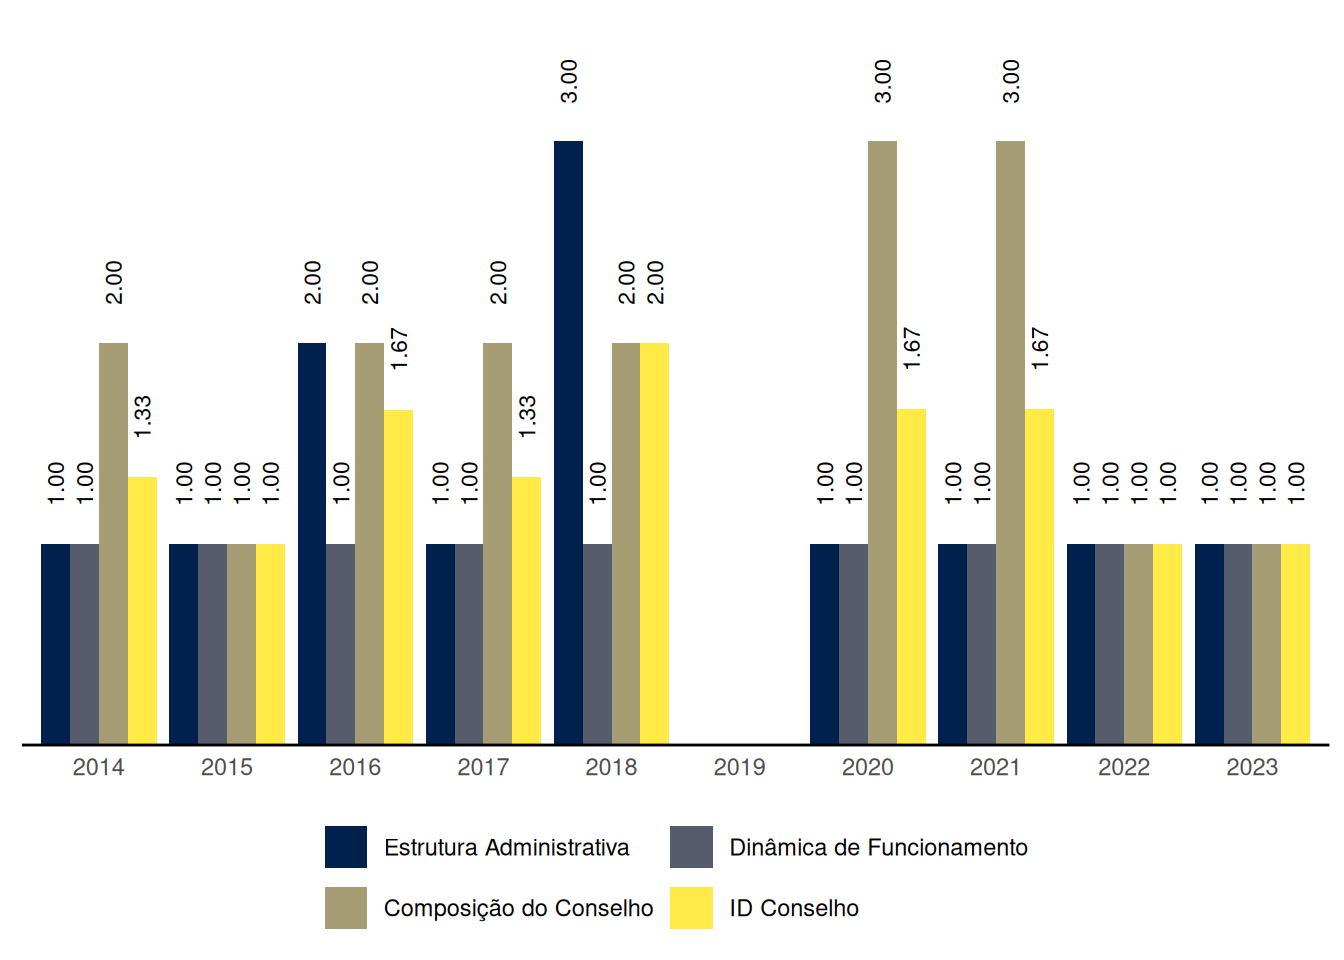 3.00 3.00 3.00
2.00 2.00 2.00 2.00 2.00 2.00
1.67 1.67 1.67
1.33 1.33
1.00 1.00 1.00 1.00 1.00 1.00 1.00 1.00 1.00 1.00 1.00 1.00 1.00 1.00 1.00 1.00 1.00 1.00 1.00 1.00 1.00 1.00
2014 2015 2016 2017 2018 2019 2020 2021 2022 2023
Estrutura Administrativa Dinâmica de Funcionamento
Composição do Conselho ID Conselho